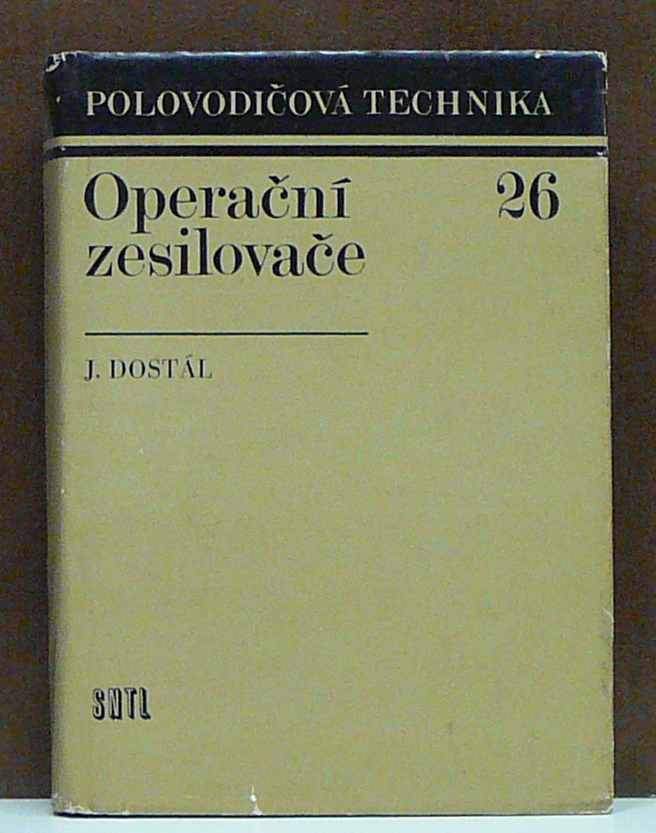 POLOVODIČOVÁ TECHNIKA
Operační 26
zesilovače
J. DOSTÁL
SNTL